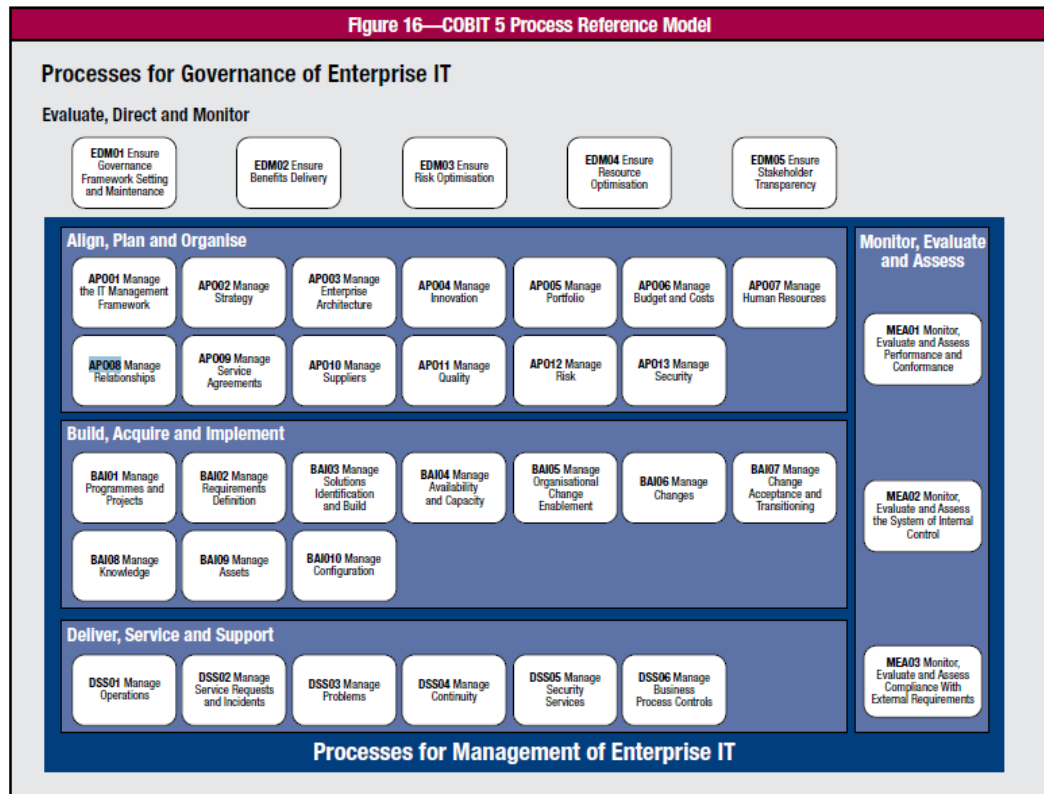 Figure 16—COBIT 5 Process Reference Model
Processes for Governance of Enterprise IT
Evaluate, Direct and Monitor
EDM01 Ensure
Governance
Framework Setting
and Maintenance
EDM02 Ensure
Benefits Delivery
EDM03 Ensure
Risk Optimisation
EDM04 Ensure
Resource
Optimisation
EDM05 Ensure
Stakeholder
Transparency
Align, Plan and Organise
APO01 Manage
the IT Management
Framework
APO02 Manage
Strategy
APO03 Manage
Enterprise
Architecture
APO04 Manage
Innovation
APO05 Manage
Portfolio
APO06 Manage
Budget and Costs
APO07 Manage
Human Resources
APO08 Manage
Relationships
APO09 Manage
Service
Agreements
APO10 Manage
Suppliers
APO11 Manage
Quality
APO12 Manage
Risk
APO13 Manage
Security
Build, Acquire and Implement
BAI01 Manage
Programmes and
Projects
BAI02 Manage
Requirements
Definition
BAI03 Manage
Solutions
Identification
and Build
BAI04 Manage
Availability
and Capacity
BAI05 Manage
Organisational
Change
Enablement
BAI06 Manage
Changes
BAI07 Manage
Change
Acceptance and
Transitioning
BAI08 Manage
Knowledge
BAI09 Manage
Assets
BAI010 Manage
Configuration
Deliver, Service and Support
DSS01 Manage
Operations
DSS02 Manage
Service Requests
and Incidents
DSS03 Manage
Problems
DSS04 Manage
Continuity
DSS05 Manage
Security
Services
DSS06 Manage
Business
Process Controls
Monitor, Evaluate
and Assess
MEA01 Monitor,
Evaluate and Assess
Performance and
Conformance
MEA02 Monitor,
Evaluate and Assess
the System of Internal
Control
MEA03 Monitor,
Evaluate and Assess
Compliance With
External Requirements
Processes for Management of Enterprise IT